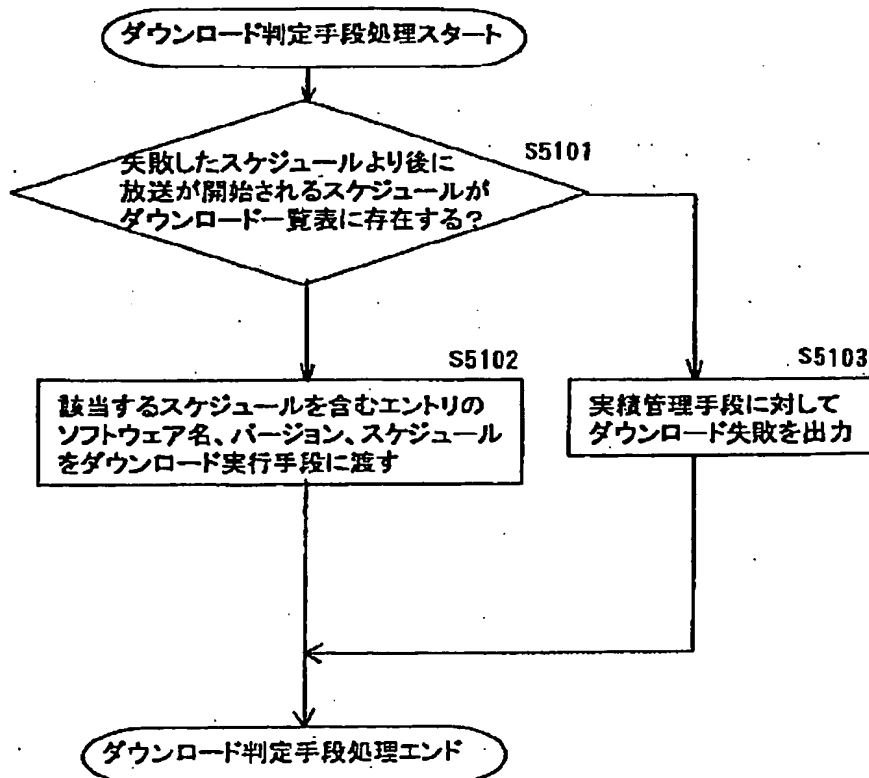 ダウンロード判定手段処理スタート
S5101
失敗したスケジュールより後に
放送が開始されるスケジュールが
ダウンロード一覧表に存在する?
S5102
該当するスケジュールを含むエントリの
ソフトウェア名、バージョン、スケジュール
をダウンロード実行手段に渡す
S5103
実績管理手段に対して
ダウンロード失敗を出力
ダウンロード判定手段処理エンド